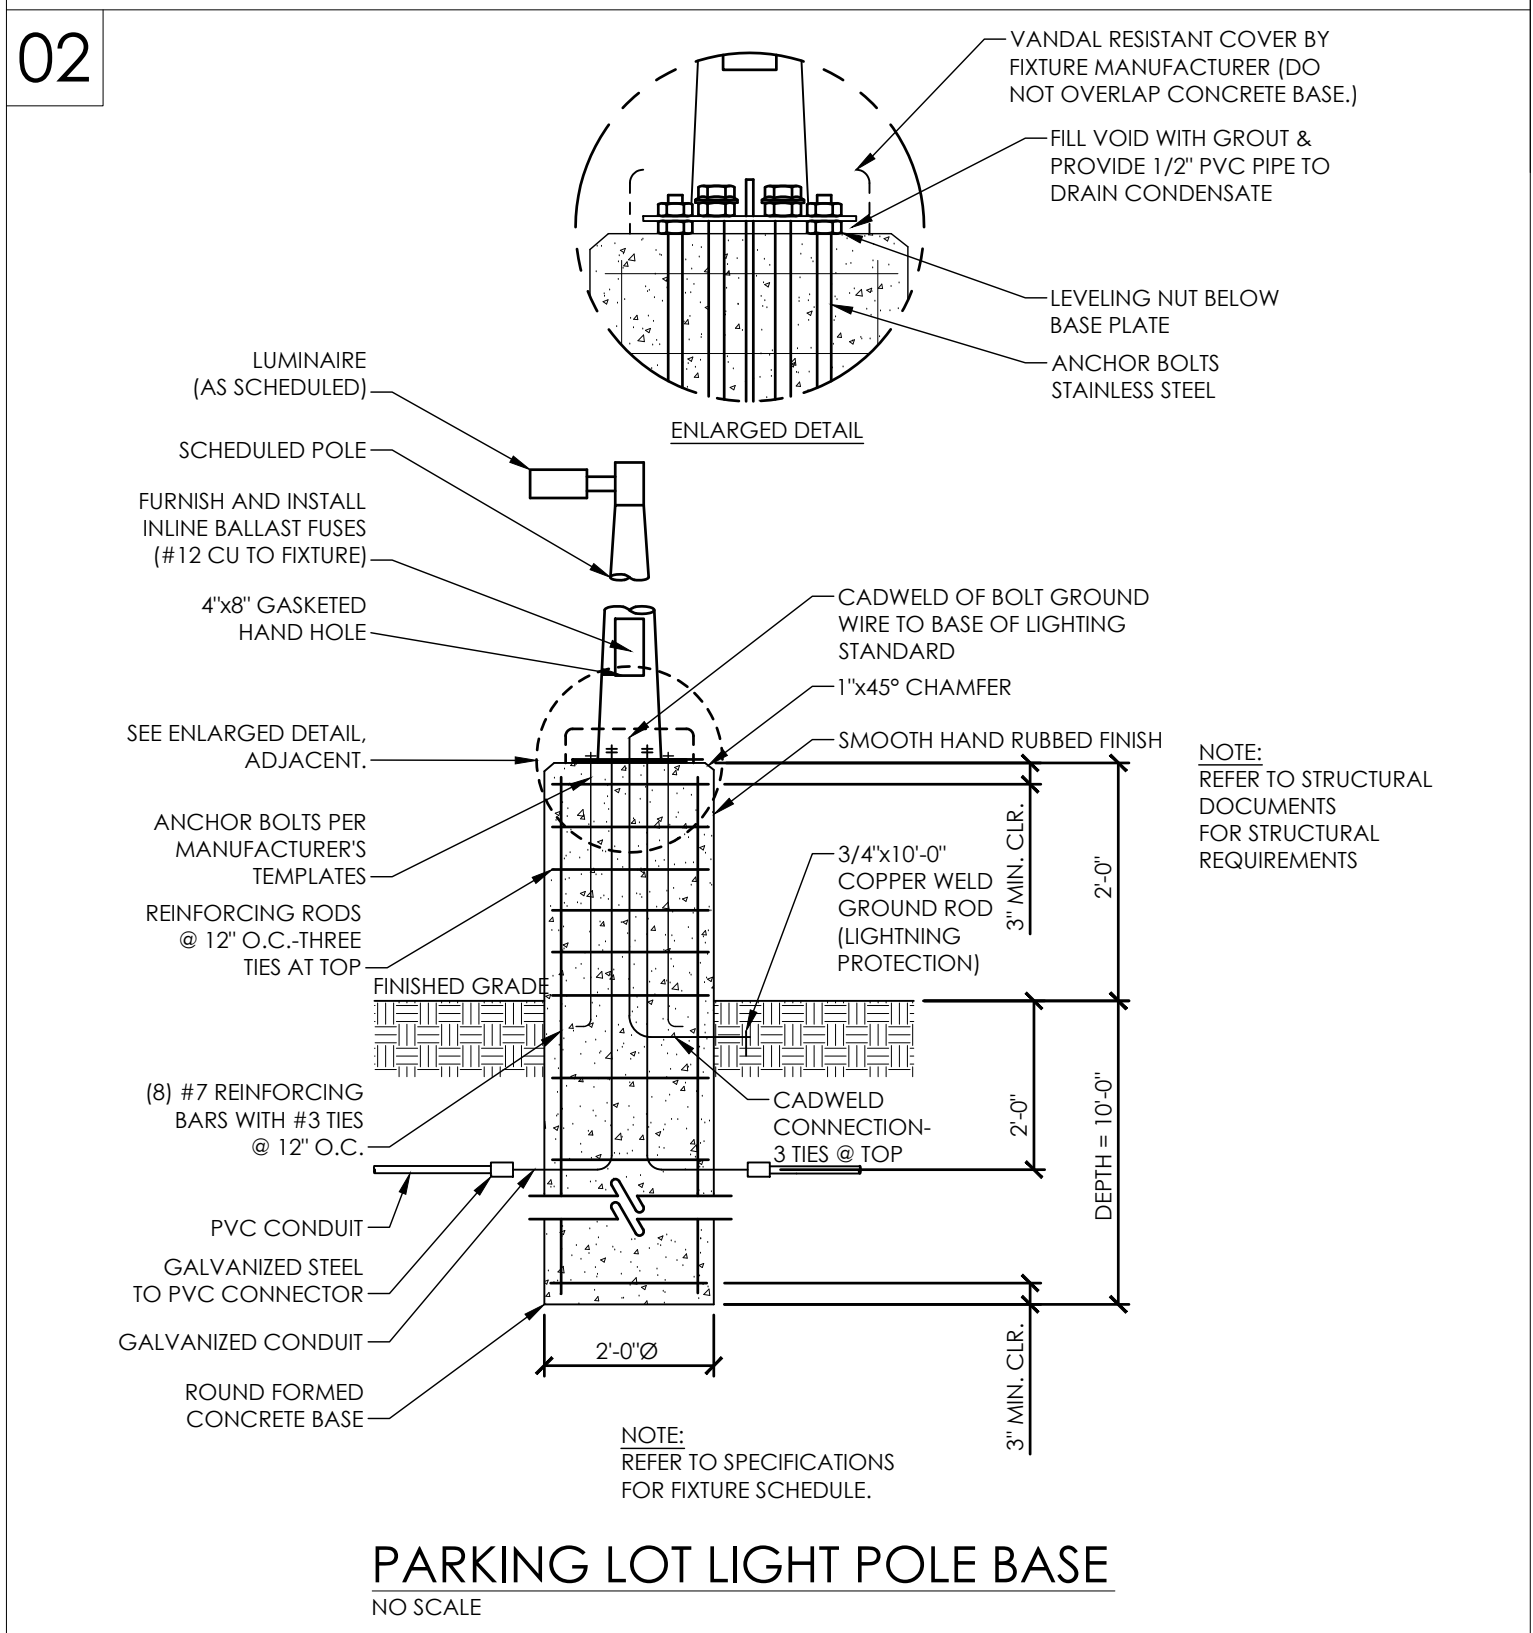 02
VANDAL RESISTANT COVER BY
FIXTURE MANUFACTURER (DO
NOT OVERLAP CONCRETE BASE.)
FILL VOID WITH GROUT &
PROVIDE 1/2" PVC PIPE TO
DRAIN CONDENSATE
LEVELING NUT BELOW
BASE PLATE
ANCHOR BOLTS
STAINLESS STEEL
ENLARGED DETAIL
LUMINAIRE
(AS SCHEDULED)
SCHEDULED POLE
FURNISH AND INSTALL
INLINE BALLAST FUSES
(#12 CU TO FIXTURE)
4"x8" GASKETED
HAND HOLE
SEE ENLARGED DETAIL,
ADJACENT.
ANCHOR BOLTS PER
MANUFACTURER'S
TEMPLATES
REINFORCING RODS
@ 12" O.C.-THREE
TIES AT TOP
FINISHED GRADE
(8) #7 REINFORCING
BARS WITH #3 TIES
@ 12" O.C.
PVC CONDUIT
GALVANIZED STEEL
TO PVC CONNECTOR
GALVANIZED CONDUIT
ROUND FORMED
CONCRETE BASE
CADWELD OF BOLT GROUND
WIRE TO BASE OF LIGHTING
STANDARD
1"x45° CHAMFER
SMOOTH HAND RUBBED FINISH
3/4"x10'-0"
COPPER WELD
GROUND ROD
(LIGHTNING
PROTECTION)
CADWELD
CONNECTION-
3 TIES @ TOP
3" MIN. CLR.
2'-0"
2'-0"
DEPTH = 10'-0"
3" MIN. CLR.
2'-0"Ø
NOTE:
REFER TO STRUCTURAL
DOCUMENTS
FOR STRUCTURAL
REQUIREMENTS
NOTE:
REFER TO SPECIFICATIONS
FOR FIXTURE SCHEDULE.
PARKING LOT LIGHT POLE BASE
NO SCALE